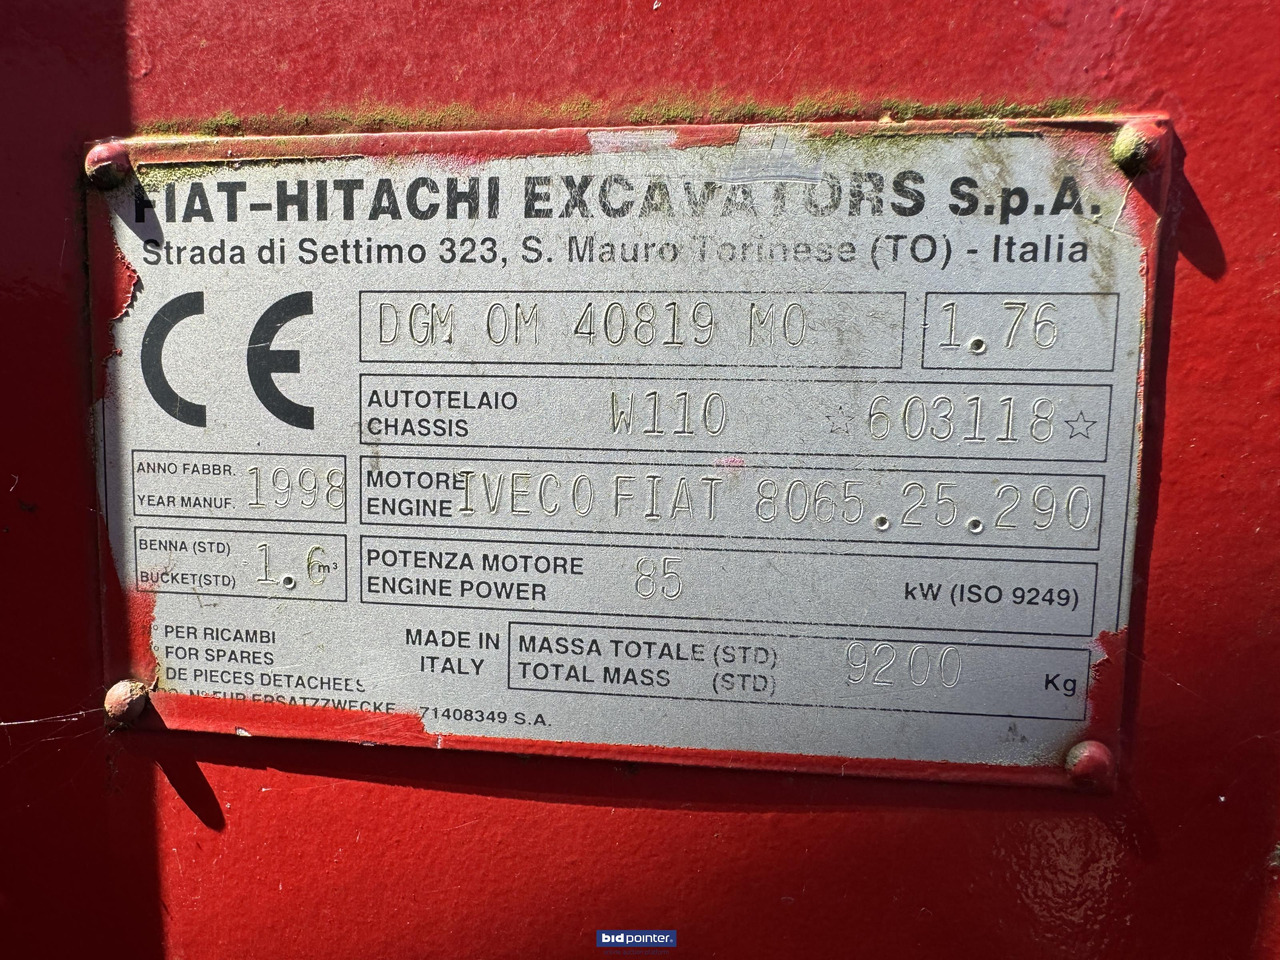 FIAT-HITACHI EXCAVATORS S.p.A.
Strada di Settimo 323, S. Mauro Torinese (TO) - Italia
CE
DGM OM 40819 MO
1.76
AUTOTELAIO
CHASSIS
W110 ☆603118☆
ANNO FABBR.
YEAR MANUF.
1998
MOTORE
ENGINE
IVECO FIAT 8065.25.290
BENNA (STD)
BUCKET(STD)
1.6 m³
POTENZA MOTORE
ENGINE POWER
85
kW (ISO 9249)
° PER RICAMBI
° FOR SPARES
° DE PIECES DETACHEES
N° FUR ERSATZZWECKE 71408349 S.A.
MADE IN
ITALY
MASSA TOTALE (STD)
TOTAL MASS (STD)
9200
Kg
bidpointer